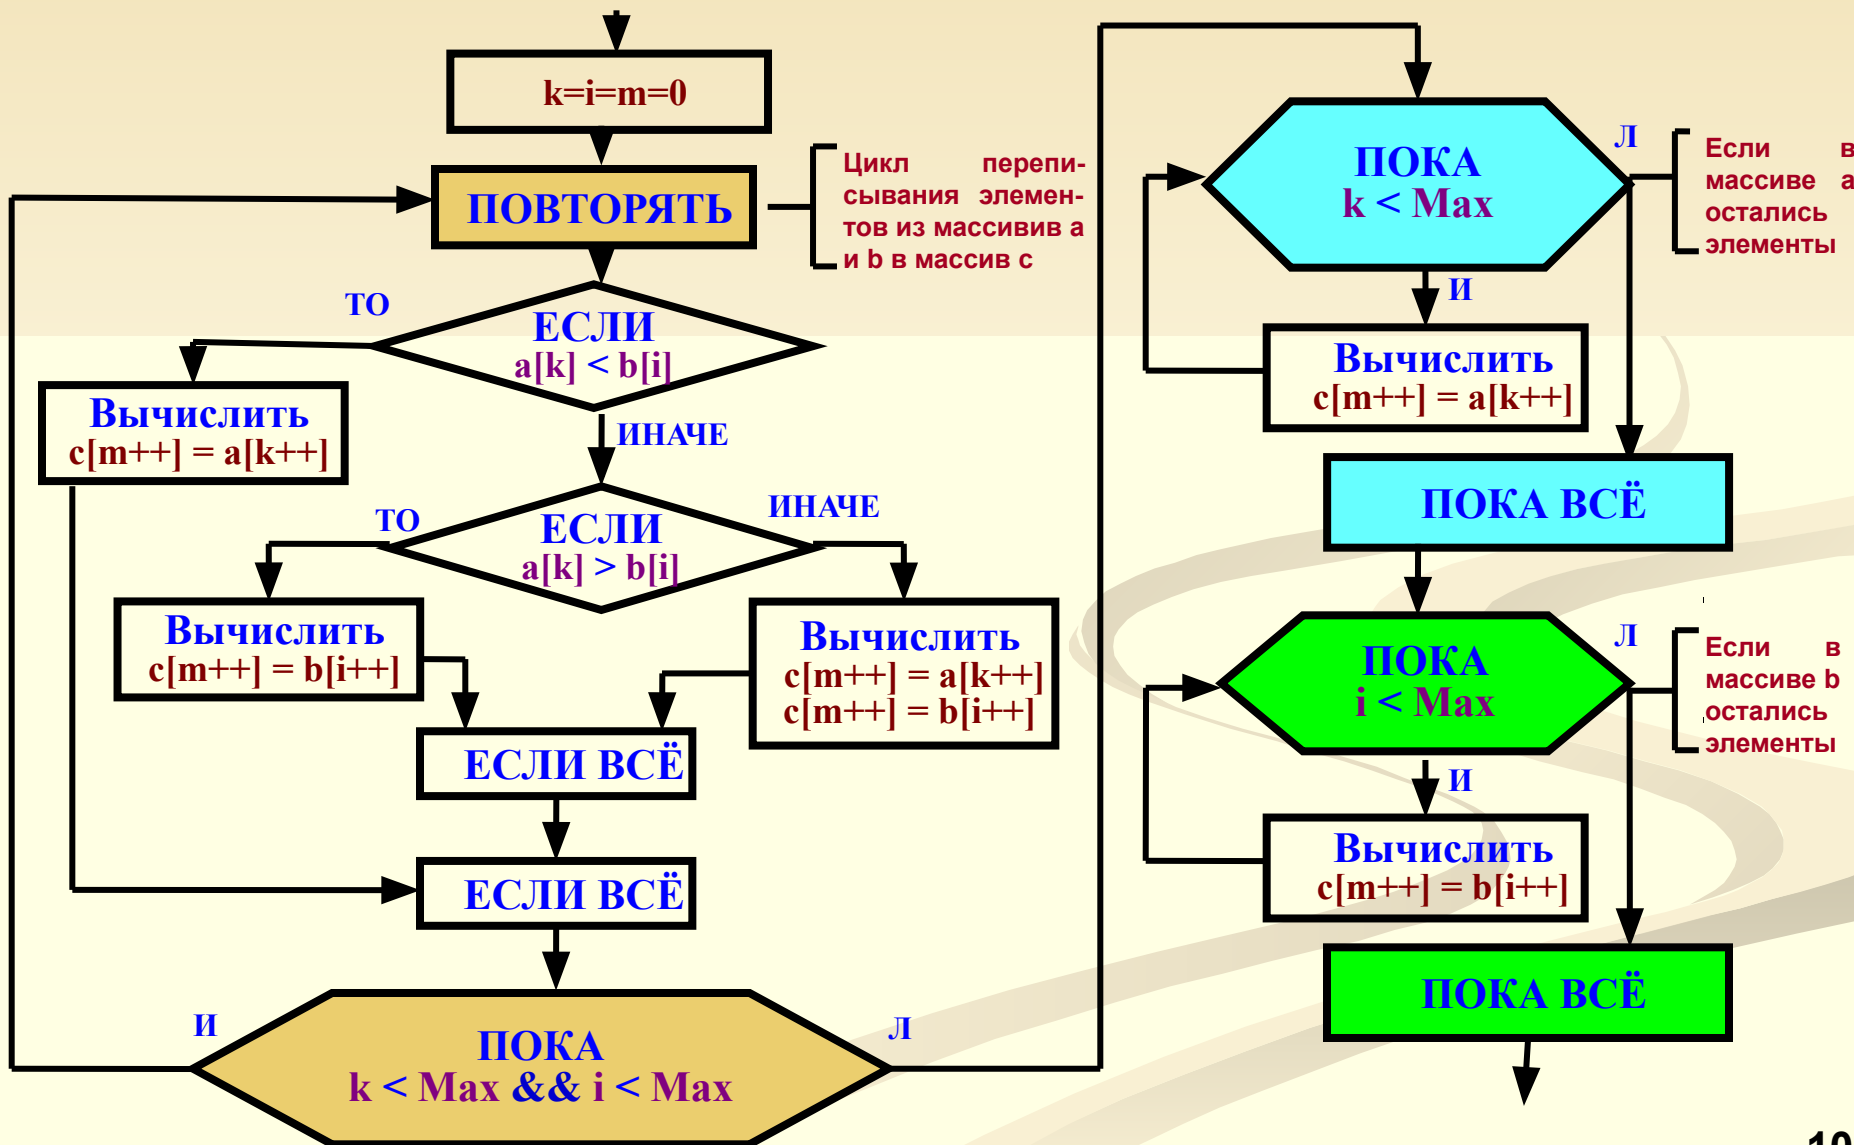 k=i=m=0
ПОВТОРЯТЬ
Цикл перепи-
сывания элемен-
тов из массивив a
и b в массив c
ТО
ЕСЛИ
a[k] < b[i]
Вычислить
c[m++] = a[k++]
ИНАЧЕ
ТО
ЕСЛИ
a[k] > b[i]
ИНАЧЕ
Вычислить
c[m++] = b[i++]
Вычислить
c[m++] = a[k++]
c[m++] = b[i++]
ЕСЛИ ВСЁ
ЕСЛИ ВСЁ
И
ПОКА
k < Max && i < Max
Л
ПОКА
k < Max
Л
Если в
массиве a
остались
элементы
И
Вычислить
c[m++] = a[k++]
ПОКА ВСЁ
ПОКА
i < Max
Л
Если в
массиве b
остались
элементы
И
Вычислить
c[m++] = b[i++]
ПОКА ВСЁ
10